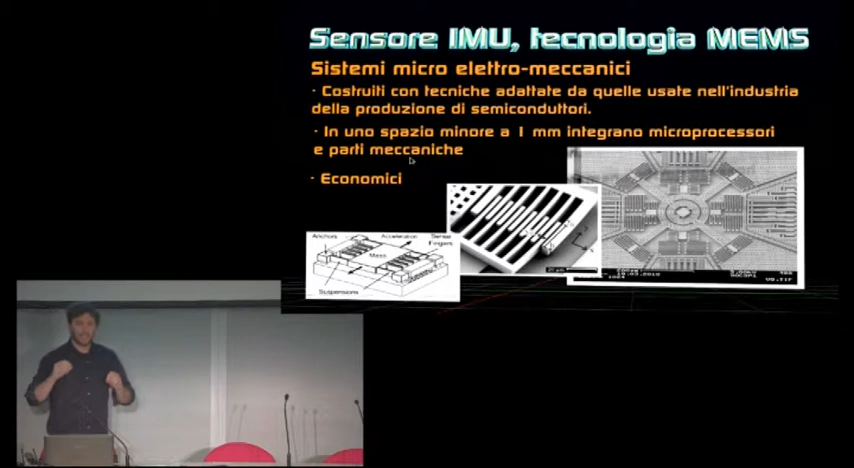 Sensore IMU, tecnologia MEMS
Sistemi micro elettro-meccanici
· Costruiti con tecniche adattate da quelle usate nell'industria
della produzione di semiconduttori.
· In uno spazio minore a 1 mm integrano microprocessori
e parti meccaniche
· Economici
Anchors
Acceleration
Sense
Fingers
Mass
Suspensions